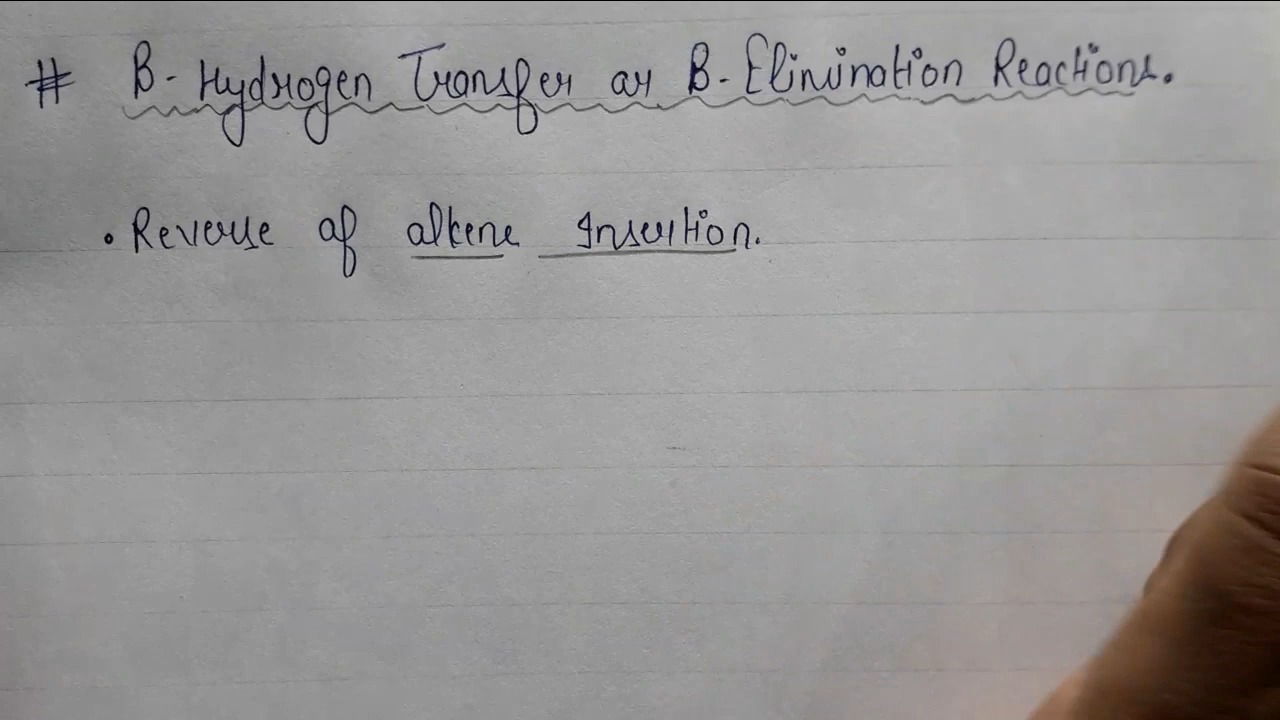 # B-Hydrogen Transfer or B-Elimination Reactions.
• Reverse of alkene Insertion.